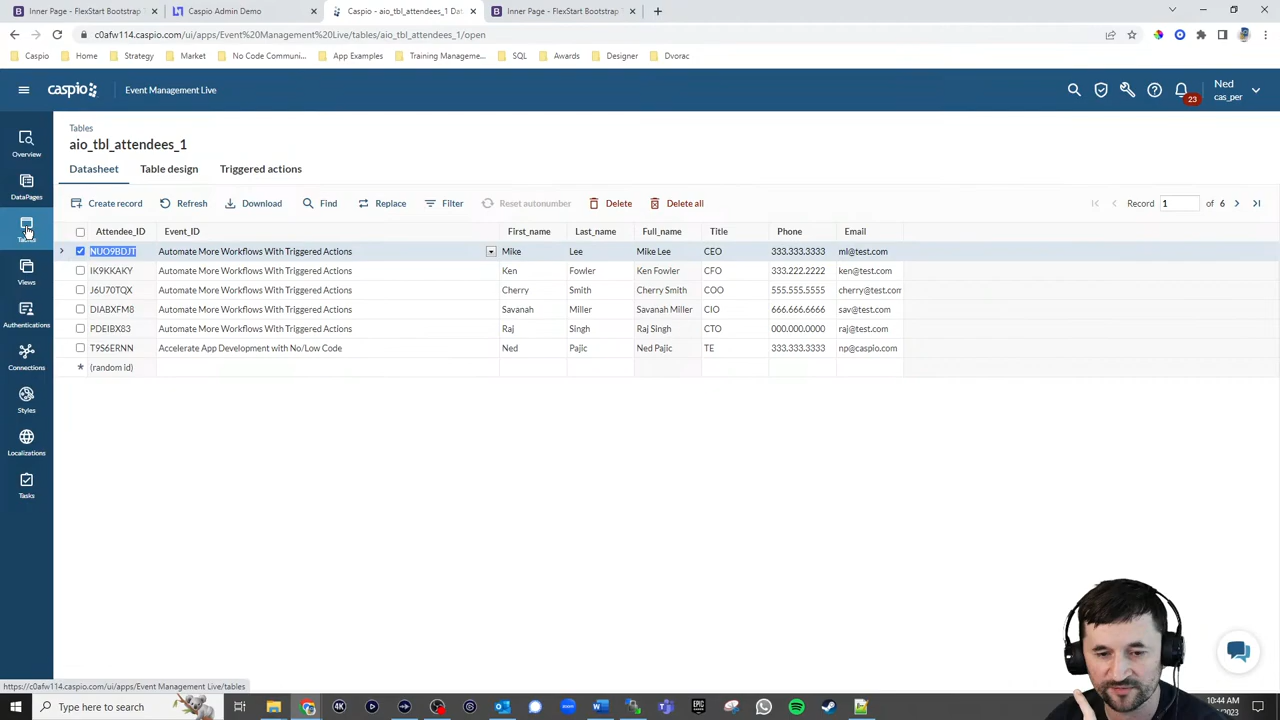 Inner Page - FlexStart Bootstrap T
Caspio Admin Demo
Caspio - aio_tbl_attendees_1 Dat
Inner Page - FlexStart Bootstrap T
c0afw114.caspio.com/ui/apps/Event%20Management%20Live/tables/aio_tbl_attendees_1/open
Caspio Home Strategy Market No Code Communi... App Examples Training Manageme... SQL Awards Designer Dvorac
caspio Event Management Live 23 Ned
cas_per
Overview
DataPages
Views
Authentications
Connections
Styles
Localizations
Tasks
Tables
aio_tbl_attendees_1
Datasheet Table design Triggered actions
Create record Refresh Download Find Replace Filter Reset autonumber Delete Delete all Record 1 of 6
Attendee_ID Event_ID First_name Last_name Full_name Title Phone Email
NUO9BDJT Automate More Workflows With Triggered Actions Mike Lee Mike Lee CEO 333.333.3333 ml@test.com
IK9KKAKY Automate More Workflows With Triggered Actions Ken Fowler Ken Fowler CFO 333.222.2222 ken@test.com
J6U70TQX Automate More Workflows With Triggered Actions Cherry Smith Cherry Smith COO 555.555.5555 cherry@test.com
DIABXFM8 Automate More Workflows With Triggered Actions Savanah Miller Savanah Miller CIO 666.666.6666 sav@test.com
PDEIBX83 Automate More Workflows With Triggered Actions Raj Singh Raj Singh CTO 000.000.0000 raj@test.com
T9S6ERNN Accelerate App Development with No/Low Code Ned Pajic Ned Pajic TE 333.333.3333 np@caspio.com
* (random id)
https://c0afw114.caspio.com/ui/apps/Event Management Live/tables
Type here to search
4K
EPIC
10:44 AM